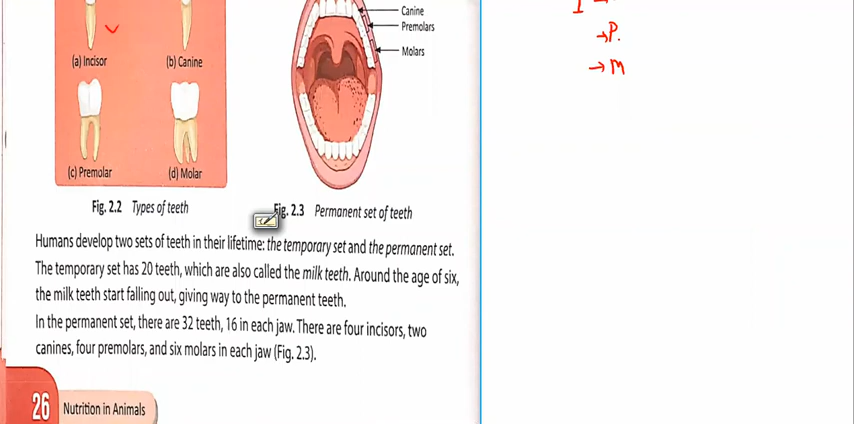 Canine
Premolars
Molars
(a) Incisor
(b) Canine
(c) Premolar
(d) Molar
Fig. 2.2 Types of teeth
Fig. 2.3 Permanent set of teeth
Humans develop two sets of teeth in their lifetime: the temporary set and the permanent set.
The temporary set has 20 teeth, which are also called the milk teeth. Around the age of six,
the milk teeth start falling out, giving way to the permanent teeth.
In the permanent set, there are 32 teeth, 16 in each jaw. There are four incisors, two
canines, four premolars, and six molars in each jaw (Fig. 2.3).
26 Nutrition in Animals
I →
→ P.
→ M